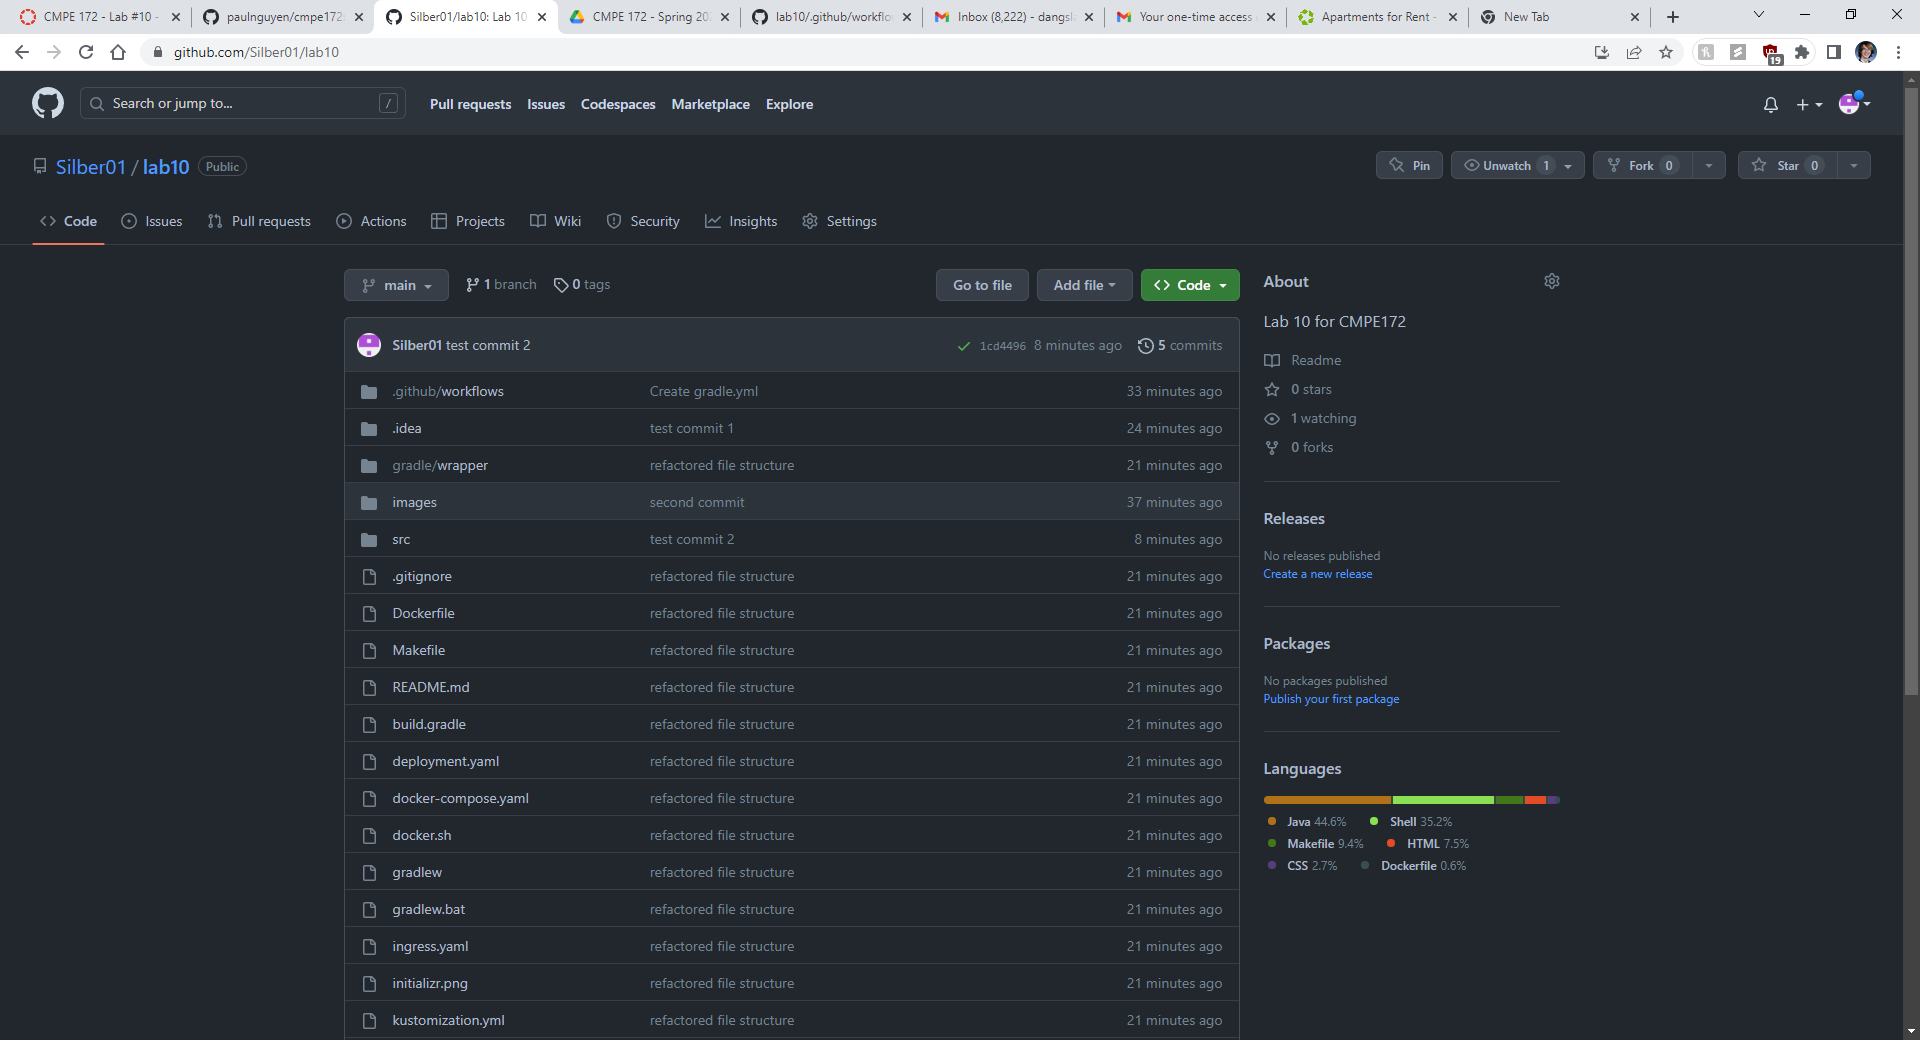 CMPE 172 - Lab #10 -
paulnguyen/cmpe172:
Silber01/lab10: Lab 10
CMPE 172 - Spring 202
lab10/.github/workflo
Inbox (8,222) - dangsl
Your one-time access
Apartments for Rent -
New Tab
github.com/Silber01/lab10
19
Search or jump to...
/
Pull requests
Issues
Codespaces
Marketplace
Explore
Silber01 / lab10 Public
Pin
Unwatch 1
Fork 0
Star 0
Code
Issues
Pull requests
Actions
Projects
Wiki
Security
Insights
Settings
main
1 branch
0 tags
Go to file
Add file
Code
Silber01 test commit 2
1cd4496 8 minutes ago
5 commits
.github/workflows Create gradle.yml 33 minutes ago
.idea test commit 1 24 minutes ago
gradle/wrapper refactored file structure 21 minutes ago
images second commit 37 minutes ago
src test commit 2 8 minutes ago
.gitignore refactored file structure 21 minutes ago
Dockerfile refactored file structure 21 minutes ago
Makefile refactored file structure 21 minutes ago
README.md refactored file structure 21 minutes ago
build.gradle refactored file structure 21 minutes ago
deployment.yaml refactored file structure 21 minutes ago
docker-compose.yaml refactored file structure 21 minutes ago
docker.sh refactored file structure 21 minutes ago
gradlew refactored file structure 21 minutes ago
gradlew.bat refactored file structure 21 minutes ago
ingress.yaml refactored file structure 21 minutes ago
initializr.png refactored file structure 21 minutes ago
kustomization.yml refactored file structure 21 minutes ago
About
Lab 10 for CMPE172
Readme
0 stars
1 watching
0 forks
Releases
No releases published
Create a new release
Packages
No packages published
Publish your first package
Languages
Java 44.6%
Shell 35.2%
Makefile 9.4%
HTML 7.5%
CSS 2.7%
Dockerfile 0.6%